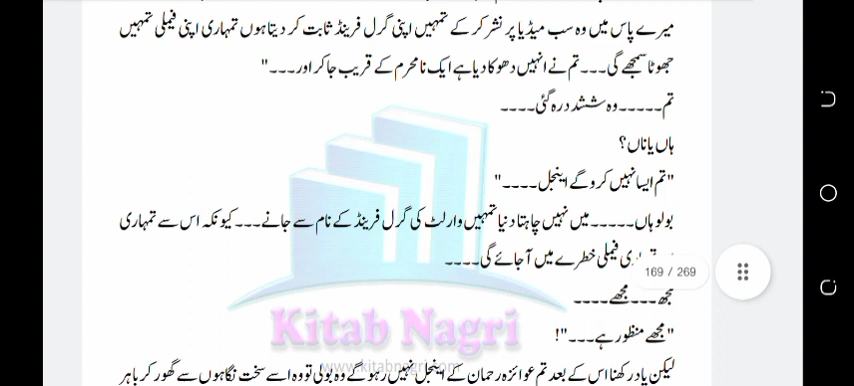 میرے پاس میں وہ سب میڈیا پر نشر کر کے تمہیں اپنی گرل فرینڈ ثابت کر دیتا ہوں تمہاری اپنی فیملی تمہیں
جھوٹا سمجھے گی۔۔۔ تم نے انہیں دھوکا دیا ہے ایک نامحرم کے قریب جا کر اور۔۔۔"
تم۔۔۔۔۔ وہ ششدد رہ گئی۔۔۔۔
ہاں یا ناں؟
"تم ایسا نہیں کرو گے اینجل۔۔۔۔"
بولو ہاں۔۔۔۔۔ میں نہیں چاہتا دنیا تمہیں وارلٹ کی گرل فرینڈ کے نام سے جانے۔۔۔ کیونکہ اس سے تمہاری
ری فیملی خطرے میں آ جائے گی۔۔۔۔
169 / 269
مجھ۔۔۔ مجھے۔۔۔۔
"مجھے منظور ہے۔۔۔"!
Kitab Nagri
لیکن یاد رکھنا اس کے بعد تم عوائزہ رحمان کے اینجل نہیں رہو گے وہ بولی تو وہ اسے سخت نگاہوں سے گھور کر باہر
www.kitabnagri.com